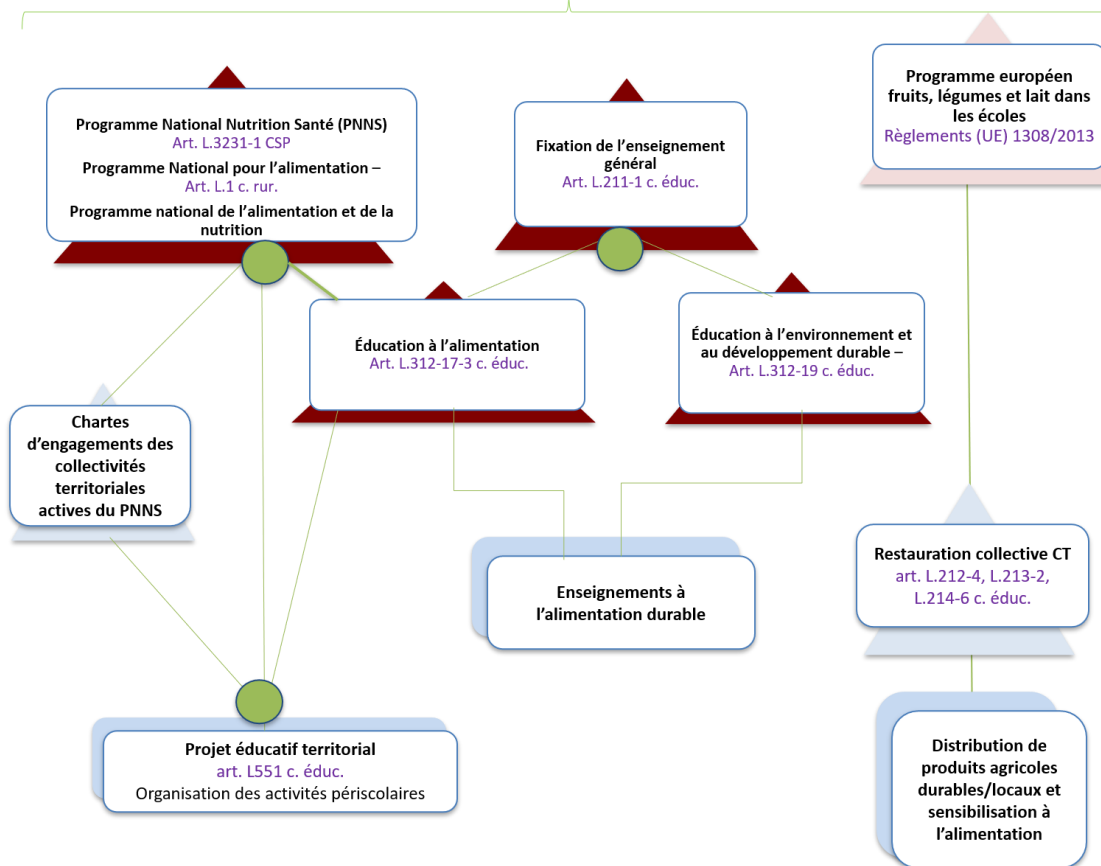 Programme européen
fruits, légumes et lait dans
les écoles
Règlements (UE) 1308/2013
Programme National Nutrition Santé (PNNS)
Art. L.3231-1 CSP
Programme National pour l’alimentation –
Art. L.1 c. rur.
Programme national de l’alimentation et de la
nutrition
Fixation de l’enseignement
général
Art. L.211-1 c. éduc.
Éducation à l’alimentation
Art. L.312-17-3 c. éduc.
Éducation à l’environnement et
au développement durable –
Art. L.312-19 c. éduc.
Chartes
d’engagements des
collectivités
territoriales
actives du PNNS
Restauration collective CT
art. L.212-4, L.213-2,
L.214-6 c. éduc.
Enseignements à
l’alimentation durable
Projet éducatif territorial
art. L551 c. éduc.
Organisation des activités périscolaires
Distribution de
produits agricoles
durables/locaux et
sensibilisation à
l’alimentation